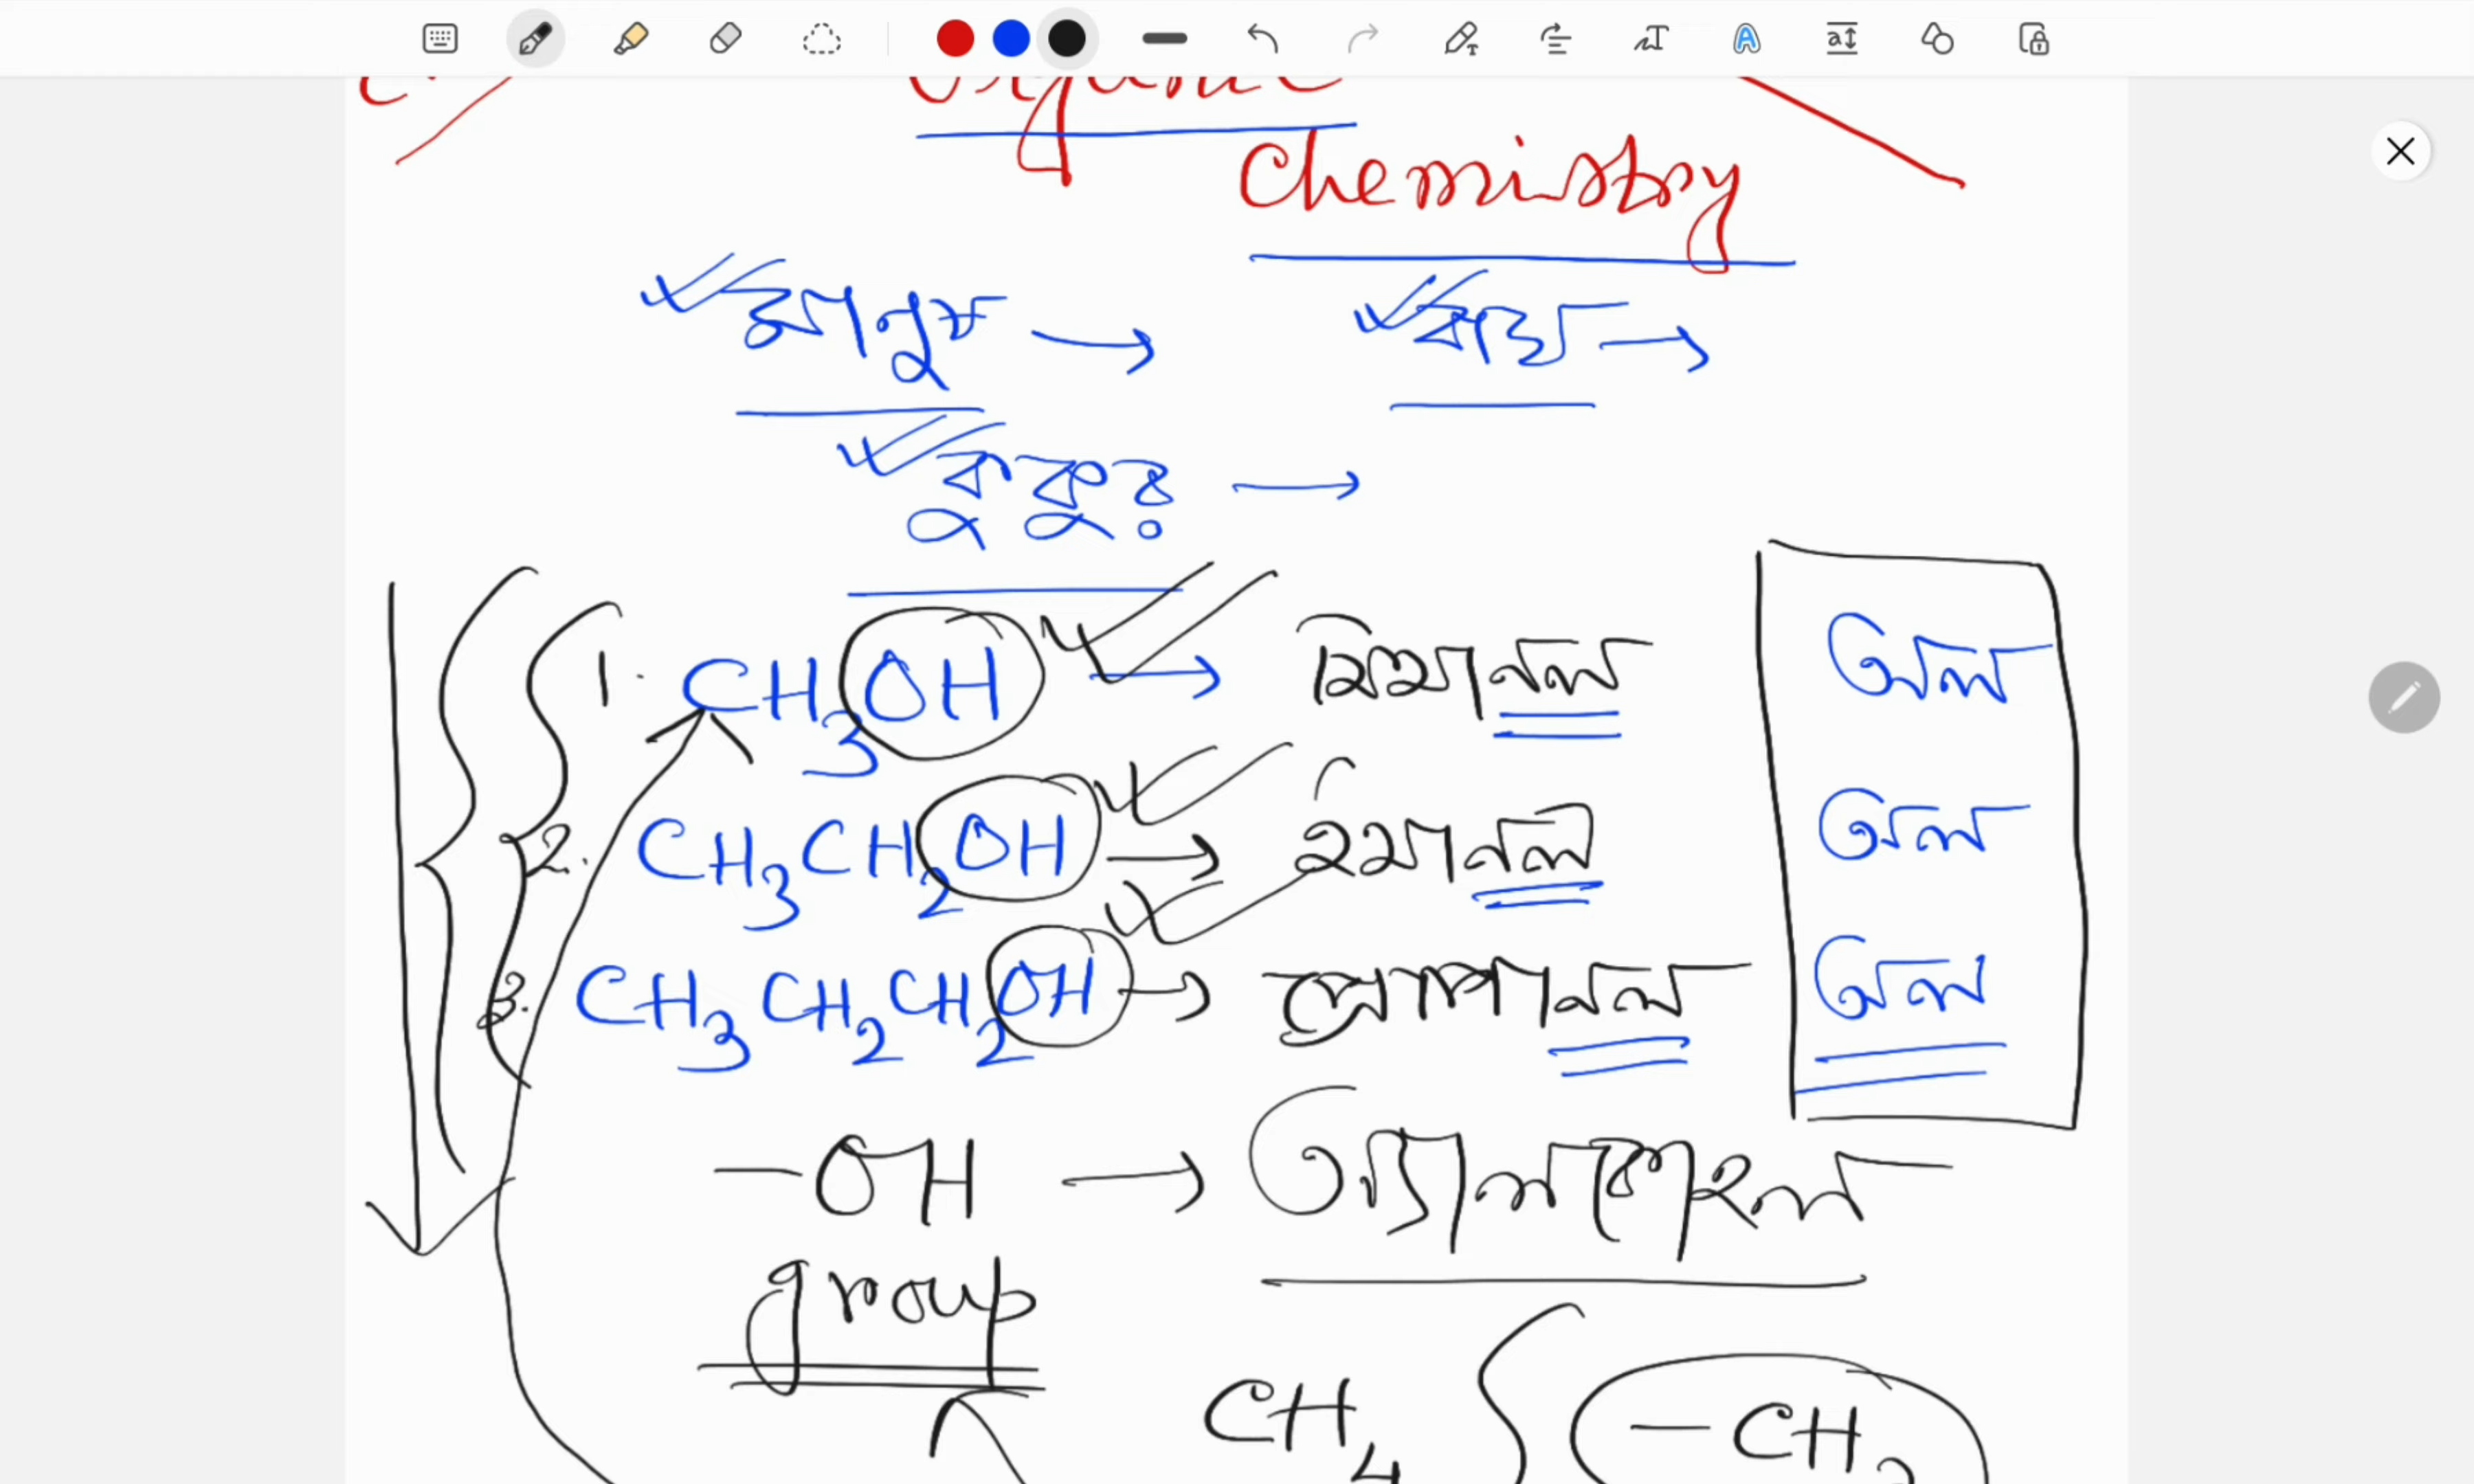 Organic
Chemistry
→ →
→
1. CH3OH → মিথানল অল
2. CH3CH2OH → ইথানল অল
3. CH3CH2CH2OH → প্রোপানল অল
—OH → অ্যালকোহল
group
CH4 —CH3